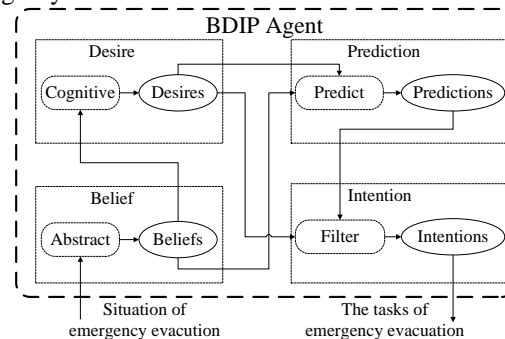 BDIP Agent
Desire
Prediction
Cognitive
Desires
Predict
Predictions
Belief
Intention
Abstract
Beliefs
Filter
Intentions
Situation of
emergency evacution
The tasks of
emergency evacuation